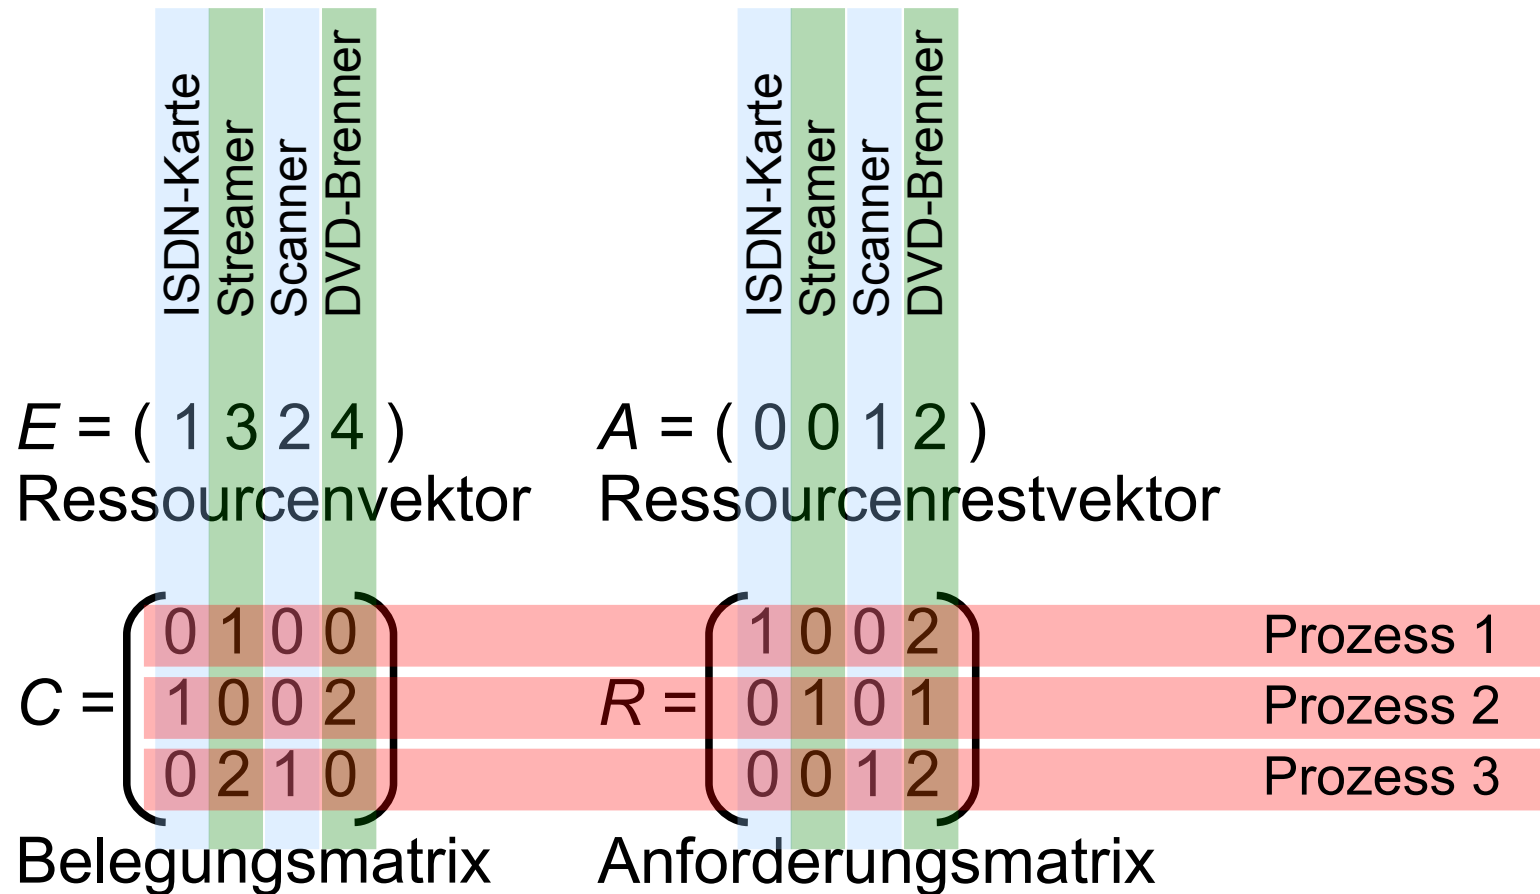 ISDN-Karte
Streamer
Scanner
DVD-Brenner
ISDN-Karte
Streamer
Scanner
DVD-Brenner
E = ( 1 3 2 4 )
A = ( 0 0 1 2 )
Ressourcenvektor
Ressourcenrestvektor
C =
0 1 0 0
1 0 0 2
0 2 1 0
R =
1 0 0 2
0 1 0 1
0 0 1 2
Prozess 1
Prozess 2
Prozess 3
Belegungsmatrix
Anforderungsmatrix